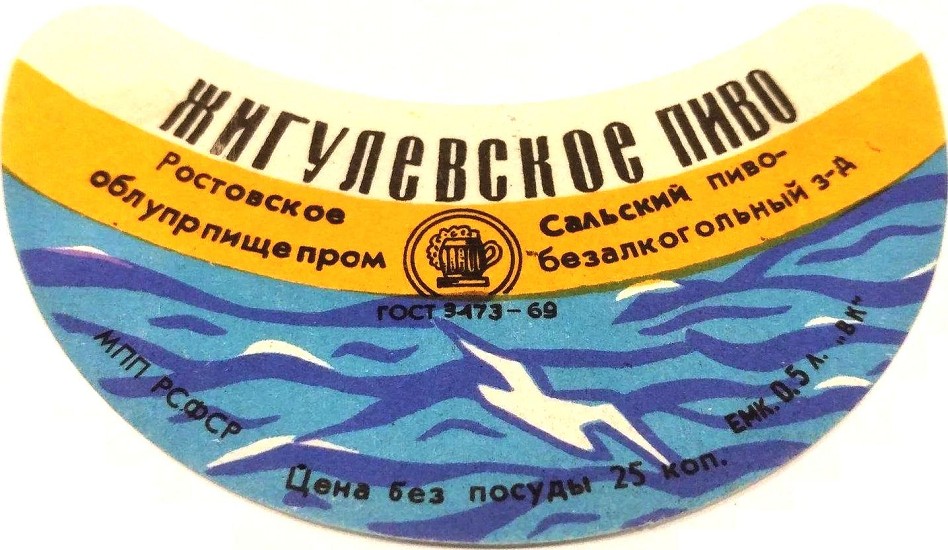 ЖИГУЛЕВСКОЕ ПИВО
Ростовское
облуправпищепром
Сальский пиво-
безалкогольный з-д
ГОСТ 3473-69
МПП РСФСР
ЕМК. 0.5 л. „ВК"
Цена без посуды 25 коп.